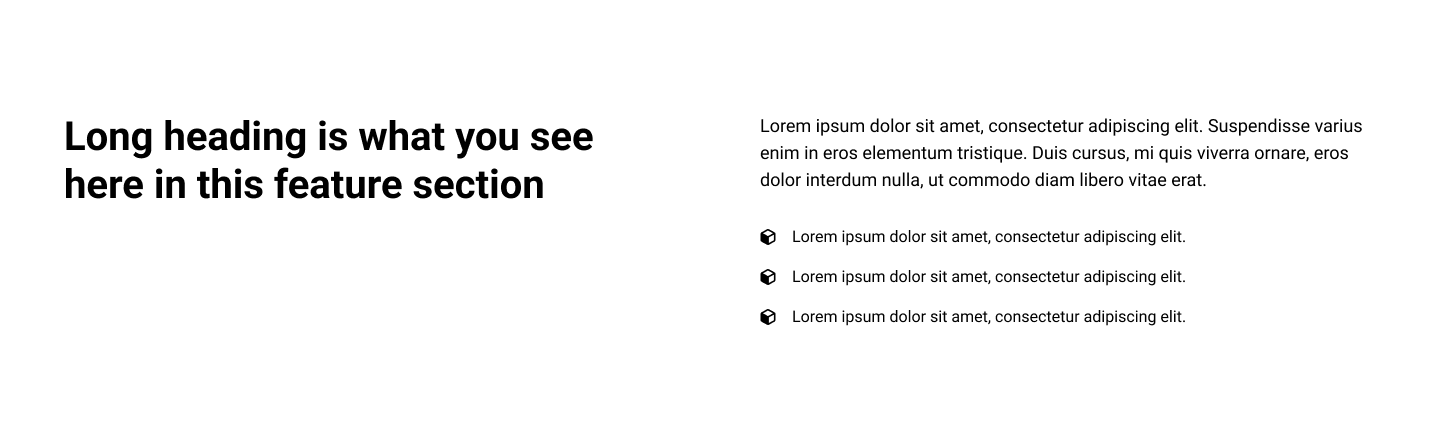 Long heading is what you see
here in this feature section
Lorem ipsum dolor sit amet, consectetur adipiscing elit. Suspendisse varius
enim in eros elementum tristique. Duis cursus, mi quis viverra ornare, eros
dolor interdum nulla, ut commodo diam libero vitae erat.
Lorem ipsum dolor sit amet, consectetur adipiscing elit.
Lorem ipsum dolor sit amet, consectetur adipiscing elit.
Lorem ipsum dolor sit amet, consectetur adipiscing elit.